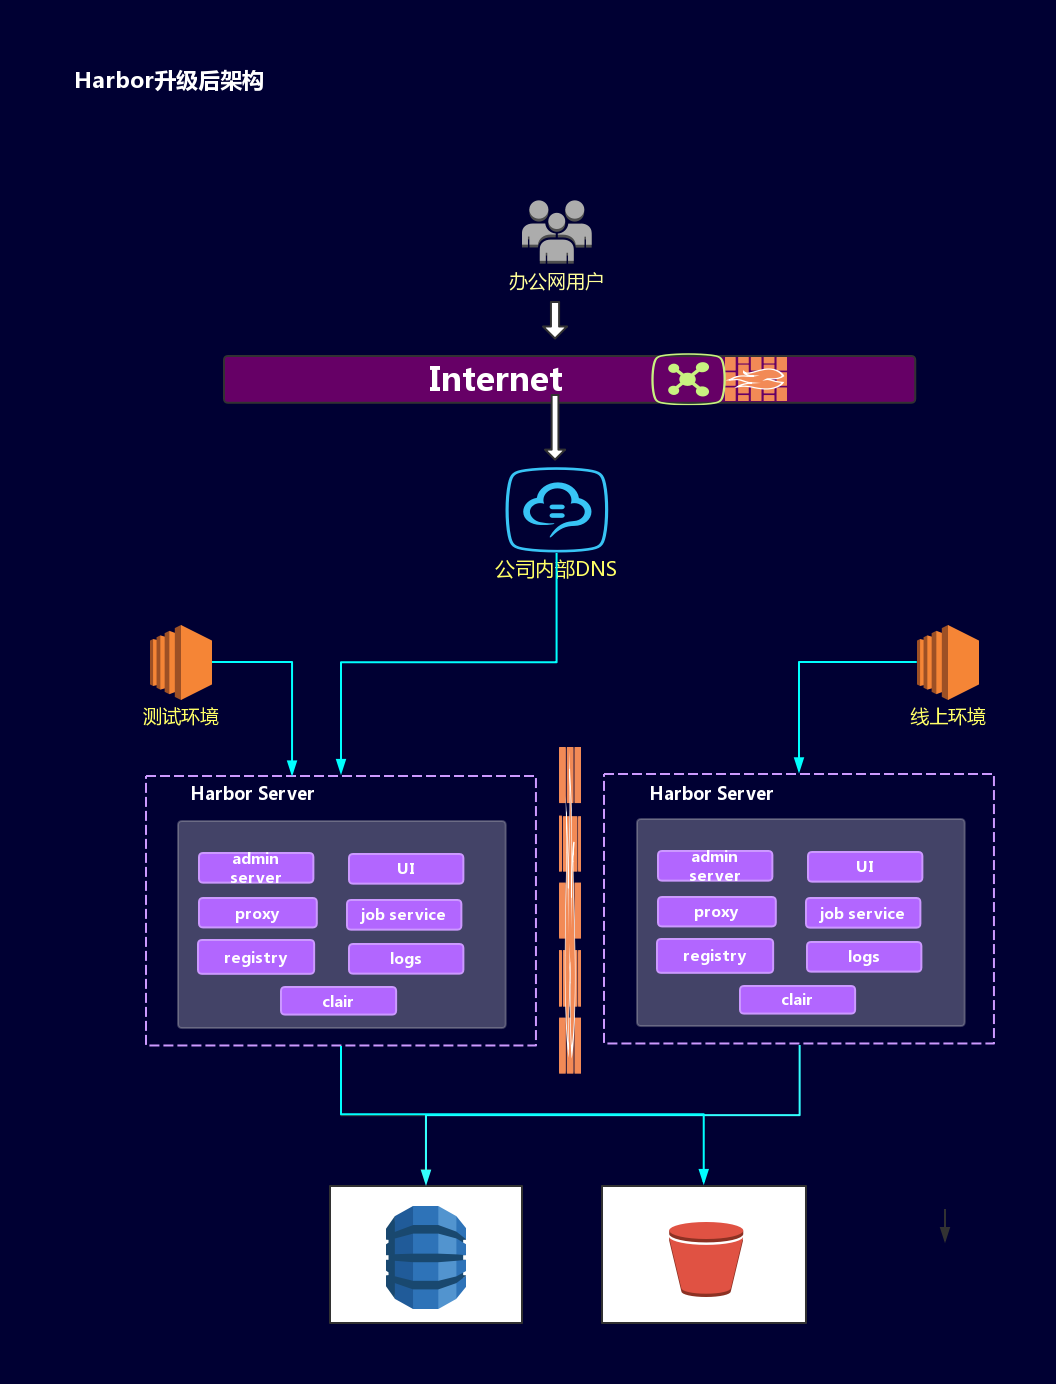 Harbor升级后架构
办公网用户
Internet
公司内部DNS
测试环境
线上环境
Harbor Server
admin
server
UI
proxy
job service
registry
logs
clair
Harbor Server
admin
server
UI
proxy
job service
registry
logs
clair